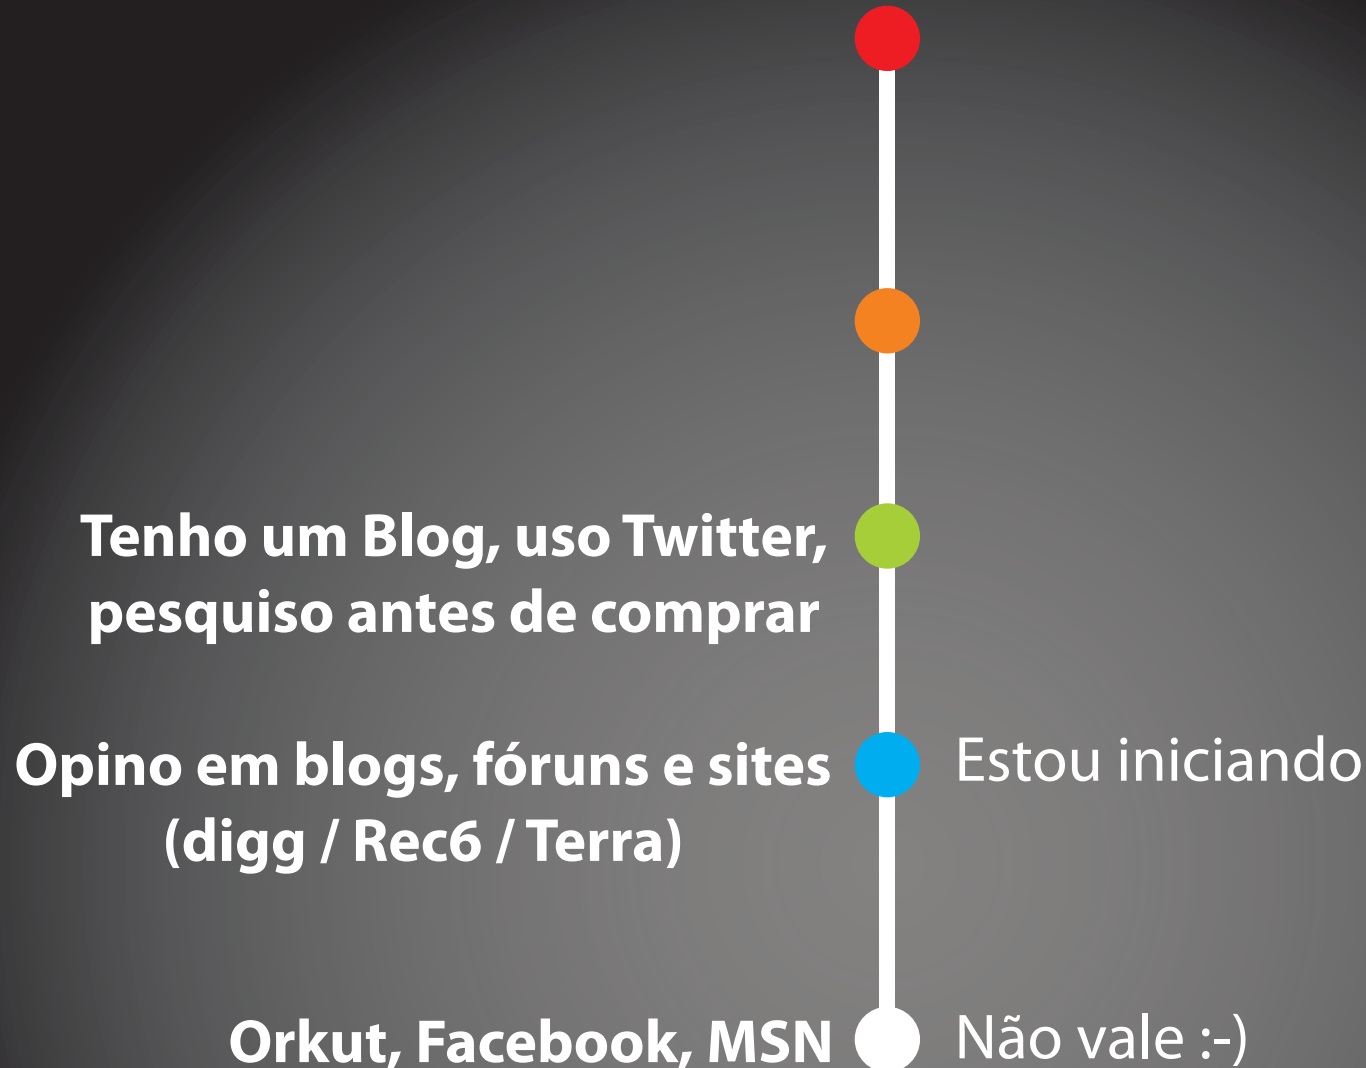 Tenho um Blog, uso Twitter,
pesquiso antes de comprar
Opino em blogs, fóruns e sites
(digg / Rec6 / Terra)
Estou iniciando
Orkut, Facebook, MSN
Não vale :-)